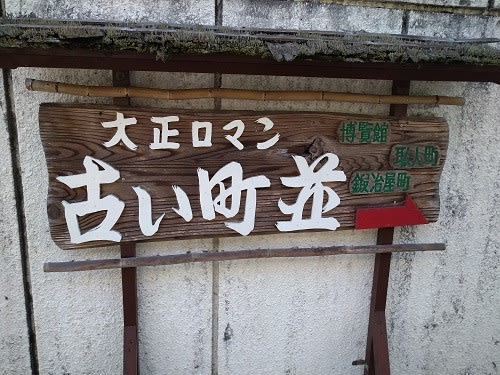 大正ロマン
古い町並
博覧館
職人町
鍛冶屋町